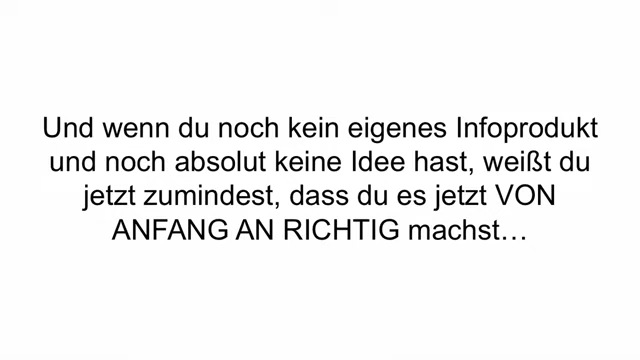 Und wenn du noch kein eigenes Infoprodukt
und noch absolut keine Idee hast, weißt du
jetzt zumindest, dass du es jetzt VON
ANFANG AN RICHTIG machst…